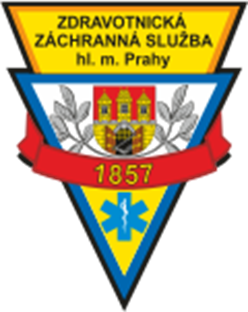 ZDRAVOTNICKÁ
ZÁCHRANNÁ SLUŽBA
hl. m. Prahy
1857